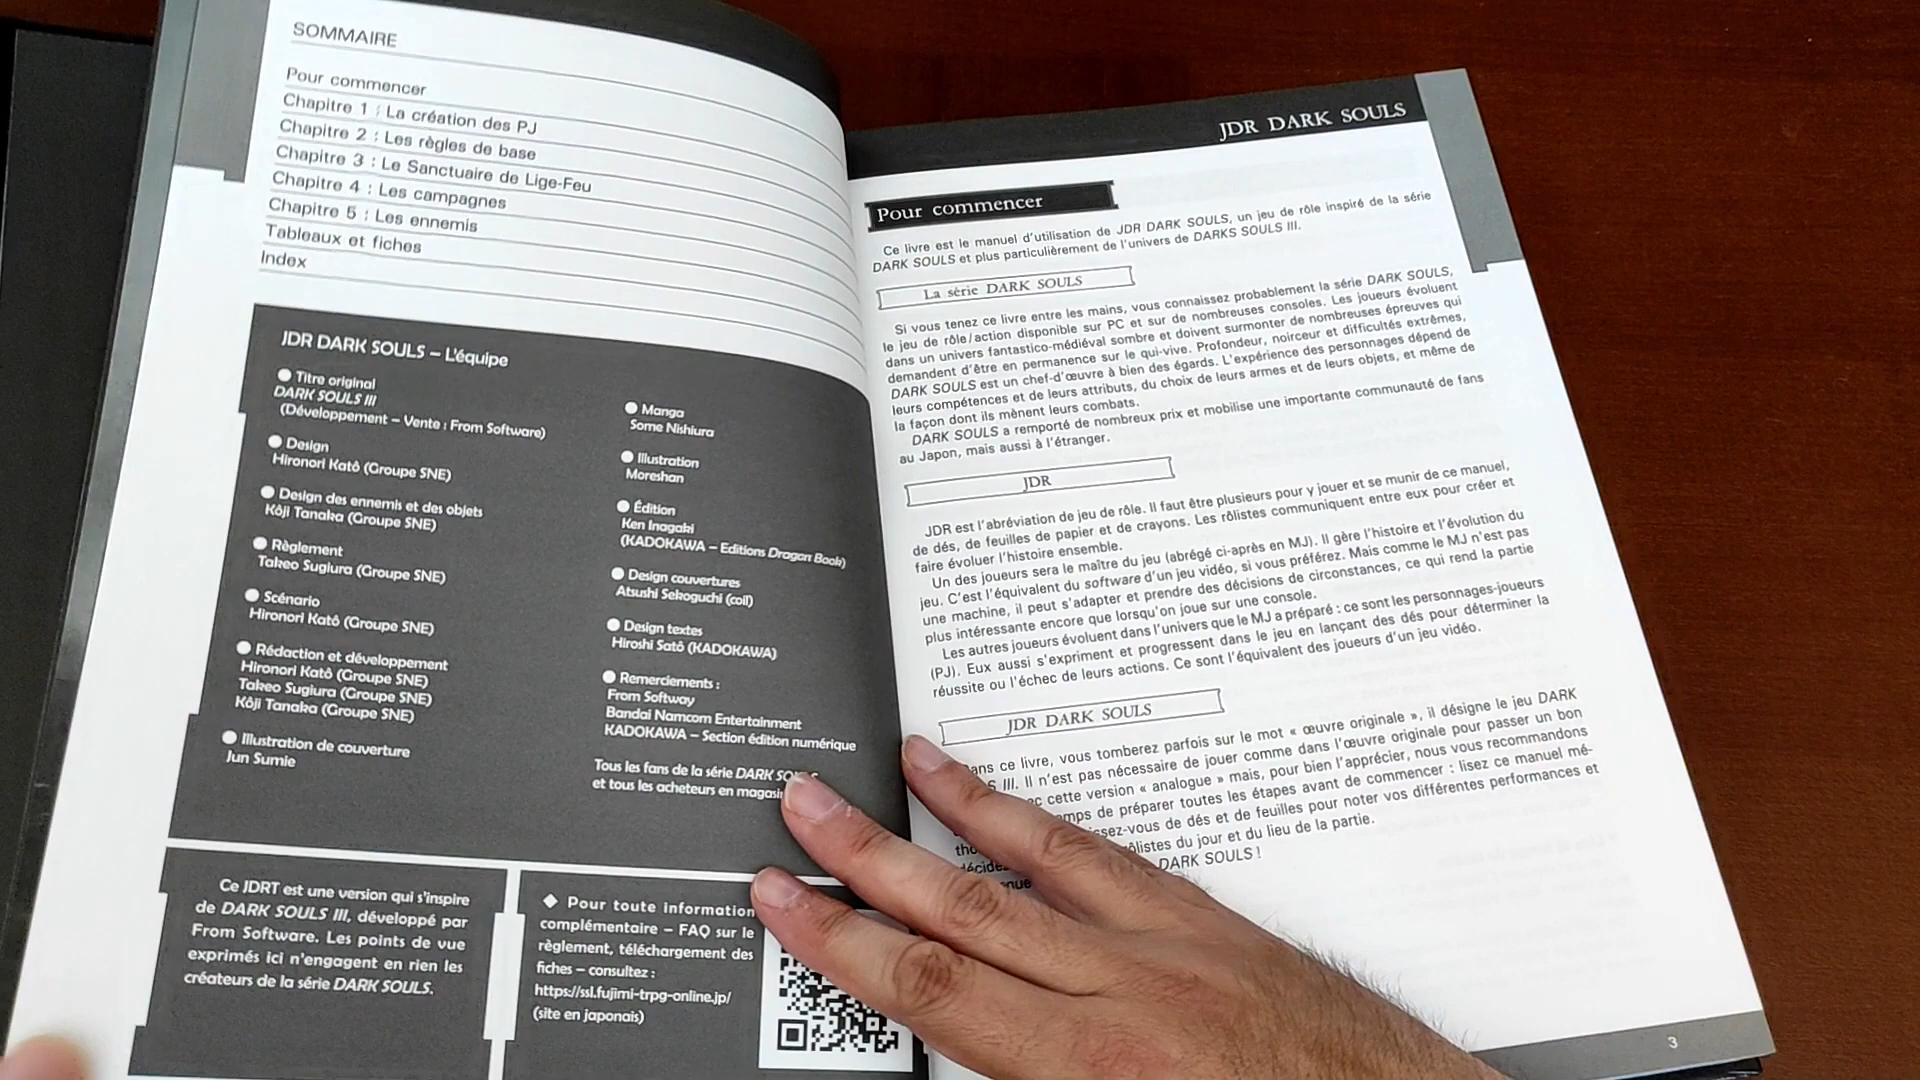 SOMMAIRE
Pour commencer
Chapitre 1 : La création des PJ
Chapitre 2 : Les règles de base
Chapitre 3 : Le Sanctuaire de Lige-Feu
Chapitre 4 : Les campagnes
Chapitre 5 : Les ennemis
Tableaux et fiches
Index
JDR DARK SOULS – L'équipe
● Titre original
DARK SOULS III
(Développement – Vente : From Software)
● Design
Hironori Katô (Groupe SNE)
● Design des ennemis et des objets
Kôji Tanaka (Groupe SNE)
● Règlement
Takeo Sugiura (Groupe SNE)
● Scénario
Hironori Katô (Groupe SNE)
● Rédaction et développement
Hironori Katô (Groupe SNE)
Takeo Sugiura (Groupe SNE)
Kôji Tanaka (Groupe SNE)
● Illustration de couverture
Jun Sumie
● Manga
Some Nishiura
● Illustration
Moreshan
● Édition
Ken Inagaki
(KADOKAWA – Editions Dragon Book)
● Design couvertures
Atsushi Sekoguchi (coil)
● Design textes
Hiroshi Satô (KADOKAWA)
● Remerciements :
From Softway
Bandai Namcom Entertainment
KADOKAWA – Section édition numérique
Tous les fans de la série DARK
et tous les acheteurs en
Ce JDRT est une version qui s'inspire
de DARK SOULS III, développé par
From Software. Les points de vue
exprimés ici n'engagent en rien les
créateurs de la série DARK SOULS.
◆ Pour toute information
complémentaire – FAQ sur le
règlement, téléchargement des
fiches – consultez :
https://ssl.fujimi-trpg-online.jp/
(site en japonais)
JDR DARK SOULS
Pour commencer
Ce livre est le manuel d'utilisation de JDR DARK SOULS, un jeu de rôle inspiré de la série
DARK SOULS et plus particulièrement de l'univers de DARKS SOULS III.
La série DARK SOULS
Si vous tenez ce livre entre les mains, vous connaissez probablement la série DARK SOULS,
le jeu de rôle/action disponible sur PC et sur de nombreuses consoles. Les joueurs évoluent
dans un univers fantastico-médiéval sombre et doivent surmonter de nombreuses épreuves qui
demandent d'être en permanence sur le qui-vive. Profondeur, noirceur et difficultés extrêmes,
DARK SOULS est un chef-d'œuvre à bien des égards. L'expérience des personnages dépend de
leurs compétences et de leurs attributs, du choix de leurs armes et de leurs objets, et même de
la façon dont ils mènent leurs combats.
DARK SOULS a remporté de nombreux prix et mobilise une importante communauté de fans
au Japon, mais aussi à l'étranger.
JDR
JDR est l'abréviation de jeu de rôle. Il faut être plusieurs pour y jouer et se munir de ce manuel,
de dés, de feuilles de papier et de crayons. Les rôlistes communiquent entre eux pour créer et
faire évoluer l'histoire ensemble.
Un des joueurs sera le maître du jeu (abrégé ci-après en MJ). Il gère l'histoire et l'évolution du
jeu. C'est l'équivalent du software d'un jeu vidéo, si vous préférez. Mais comme le MJ n'est pas
une machine, il peut s'adapter et prendre des décisions de circonstances, ce qui rend la partie
plus intéressante encore que lorsqu'on joue sur une console.
Les autres joueurs évoluent dans l'univers que le MJ a préparé : ce sont les personnages-joueurs
(PJ). Eux aussi s'expriment et progressent dans le jeu en lançant des dés pour déterminer la
réussite ou l'échec de leurs actions. Ce sont l'équivalent des joueurs d'un jeu vidéo.
JDR DARK SOULS
ce livre, vous tomberez parfois sur le mot « œuvre originale », il désigne le jeu DARK
III. Il n'est pas nécessaire de jouer comme dans l'œuvre originale pour passer un bon
cette version « analogue » mais, pour bien l'apprécier, nous vous recommandons
de préparer toutes les étapes avant de commencer : lisez ce manuel mé-
de dés et de feuilles pour noter vos différentes performances et
du jour et du lieu de la partie.
DARK SOULS !
3